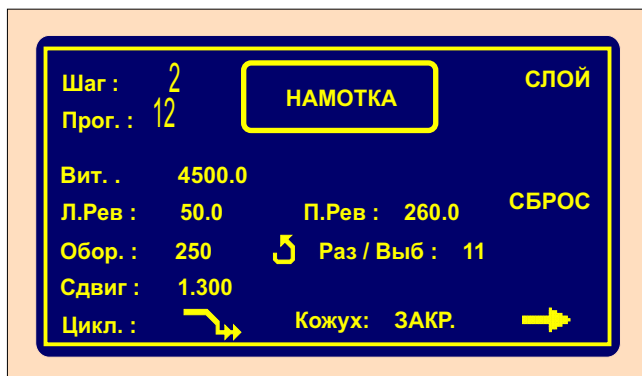 Шаг : 2
НАМОТКА
СЛОЙ
Прог. : 12
Вит. . 4500.0
Л.Рев : 50.0 П.Рев : 260.0
СБРОС
Обор. : 250 Раз / Выб : 11
Сдвиг : 1.300
Цикл. : Кожух: ЗАКР.